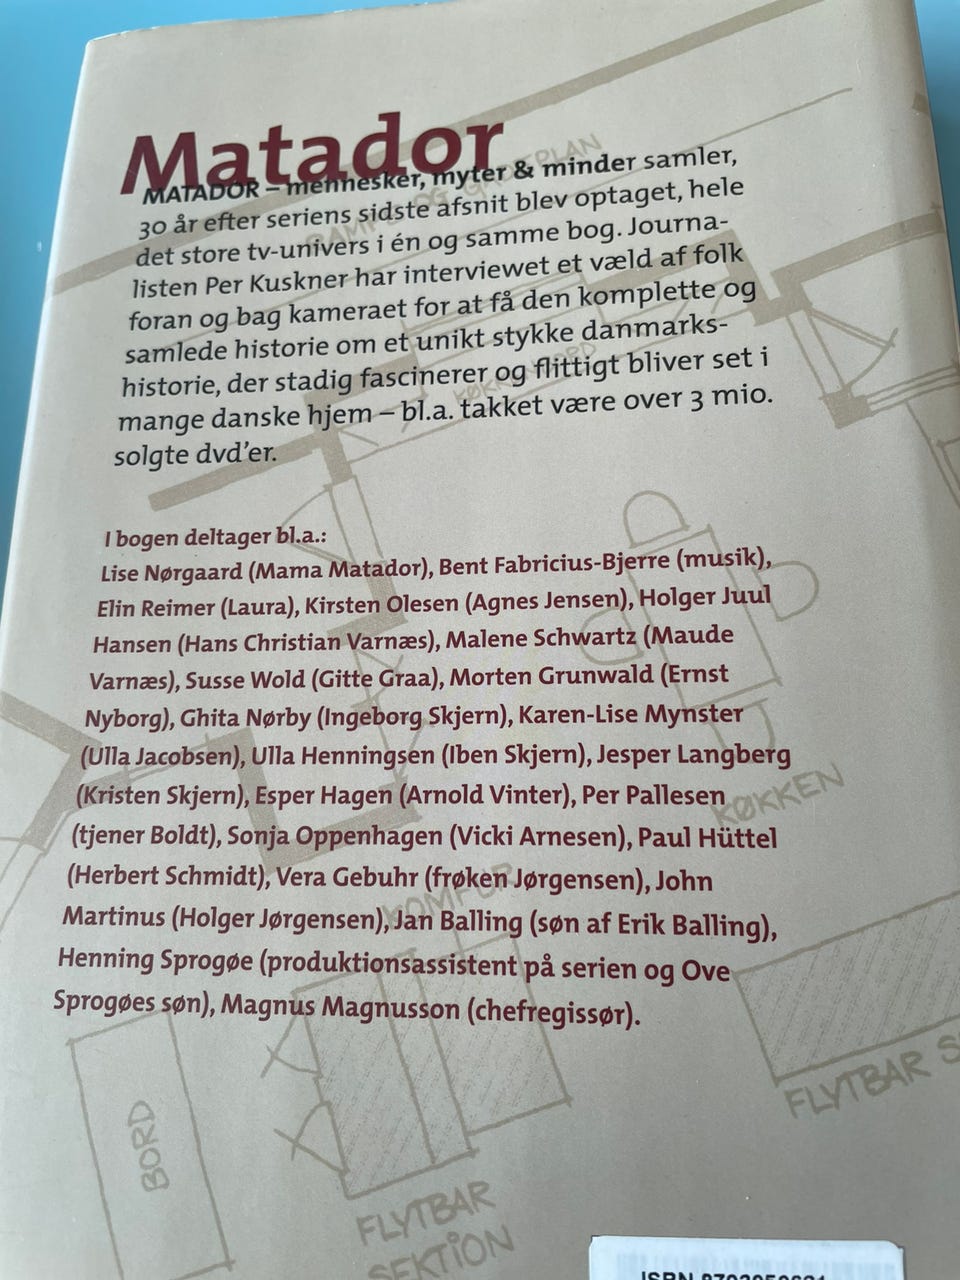 Matador
MATADOR – mennesker, myter & minder samler,
30 år efter seriens sidste afsnit blev optaget, hele
det store tv-univers i én og samme bog. Journa-
listen Per Kuskner har interviewet et væld af folk
foran og bag kameraet for at få den komplette og
samlede historie om et unikt stykke danmarks-
historie, der stadig fascinerer og flittigt bliver set i
mange danske hjem – bl.a. takket være over 3 mio.
solgte dvd'er.
I bogen deltager bl.a.:
Lise Nørgaard (Mama Matador), Bent Fabricius-Bjerre (musik),
Elin Reimer (Laura), Kirsten Olesen (Agnes Jensen), Holger Juul
Hansen (Hans Christian Varnæs), Malene Schwartz (Maude
Varnæs), Susse Wold (Gitte Graa), Morten Grunwald (Ernst
Nyborg), Ghita Nørby (Ingeborg Skjern), Karen-Lise Mynster
(Ulla Jacobsen), Ulla Henningsen (Iben Skjern), Jesper Langberg
(Kristen Skjern), Esper Hagen (Arnold Vinter), Per Pallesen
(tjener Boldt), Sonja Oppenhagen (Vicki Arnesen), Paul Hüttel
(Herbert Schmidt), Vera Gebuhr (frøken Jørgensen), John
Martinus (Holger Jørgensen), Jan Balling (søn af Erik Balling),
Henning Sprogøe (produktionsassistent på serien og Ove
Sprogøes søn), Magnus Magnusson (chefregissør).
KØKKEN
KOMFUR
BORD
FLYTBAR
SEKTION
FLYTBAR
ISBN